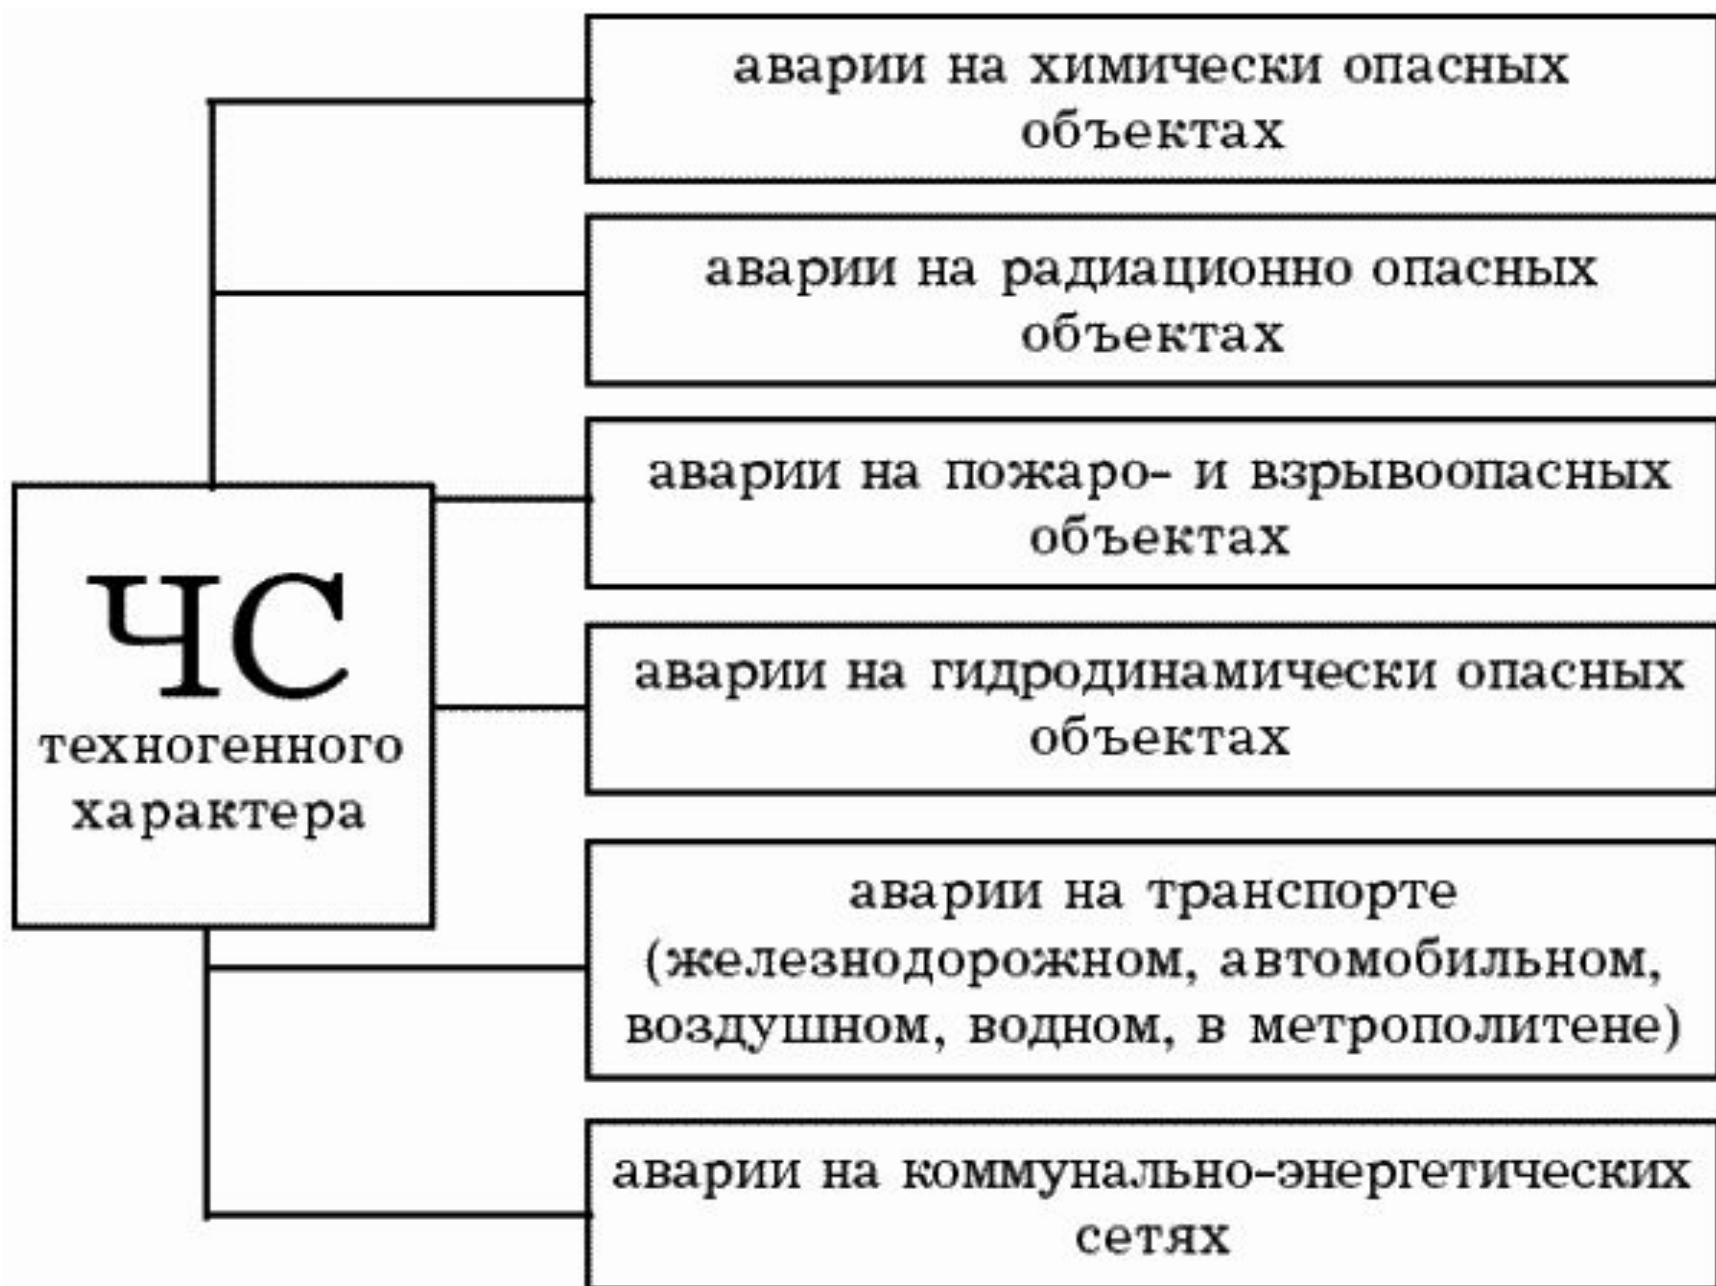 аварии на химически опасных
объектах
аварии на радиационно опасных
объектах
аварии на пожаро- и взрывоопасных
объектах
ЧС
техногенного
характера
аварии на гидродинамически опасных
объектах
аварии на транспорте
(железнодорожном, автомобильном,
воздушном, водном, в метрополитене)
аварии на коммунально-энергетических
сетях